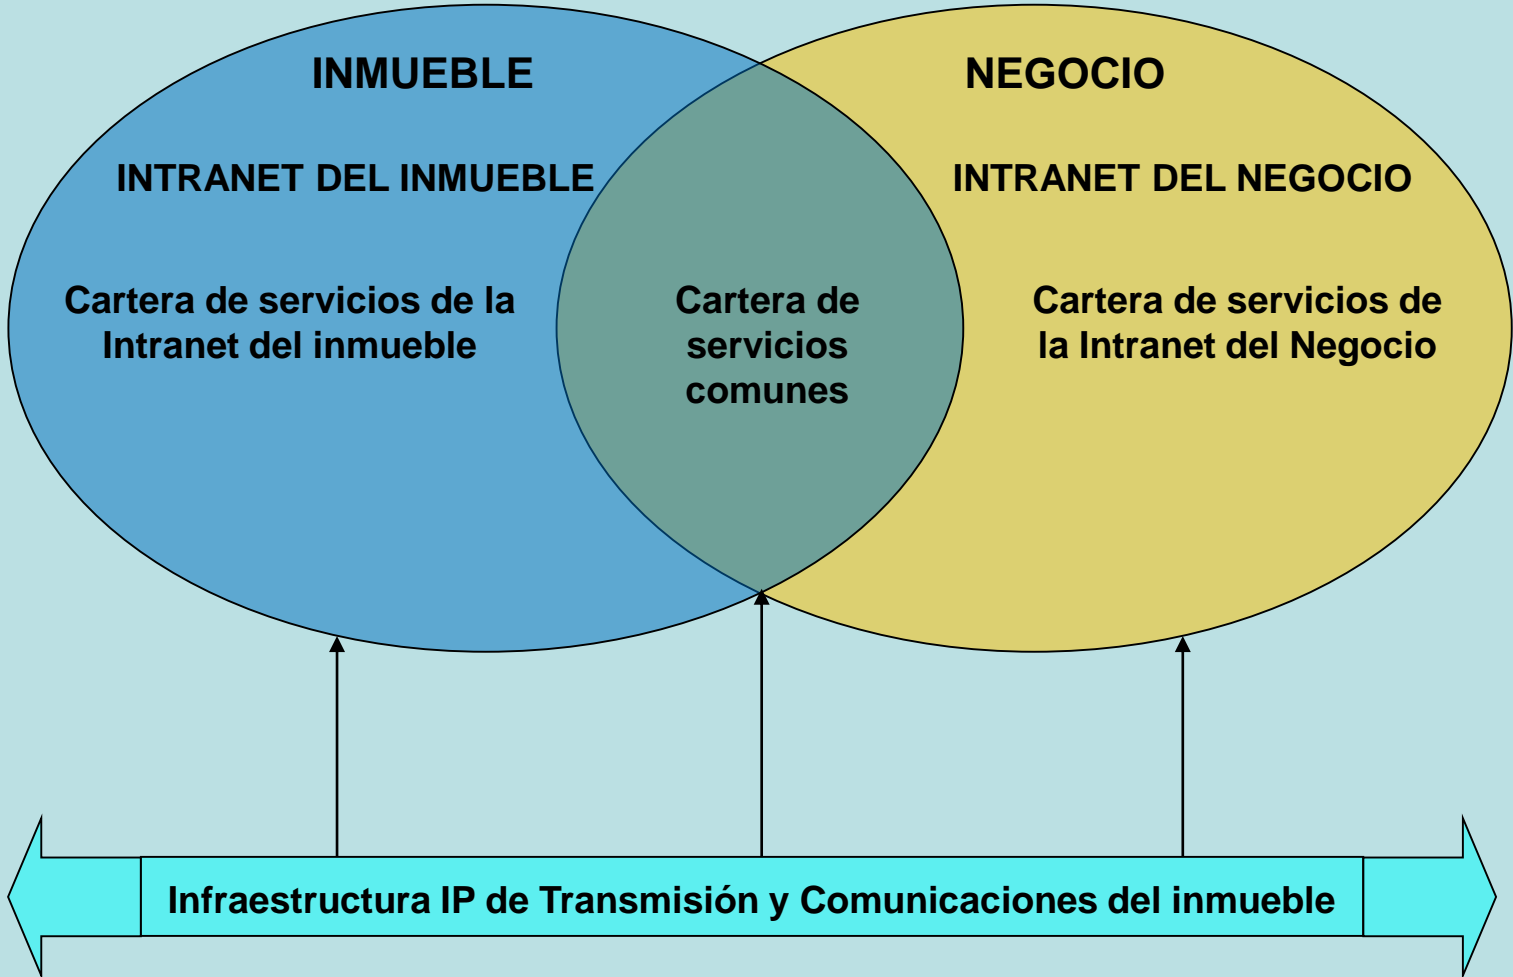 INMUEBLE
NEGOCIO
INTRANET DEL INMUEBLE
INTRANET DEL NEGOCIO
Cartera de servicios de la
Intranet del inmueble
Cartera de
servicios
comunes
Cartera de servicios de
la Intranet del Negocio
Infraestructura IP de Transmisión y Comunicaciones del inmueble